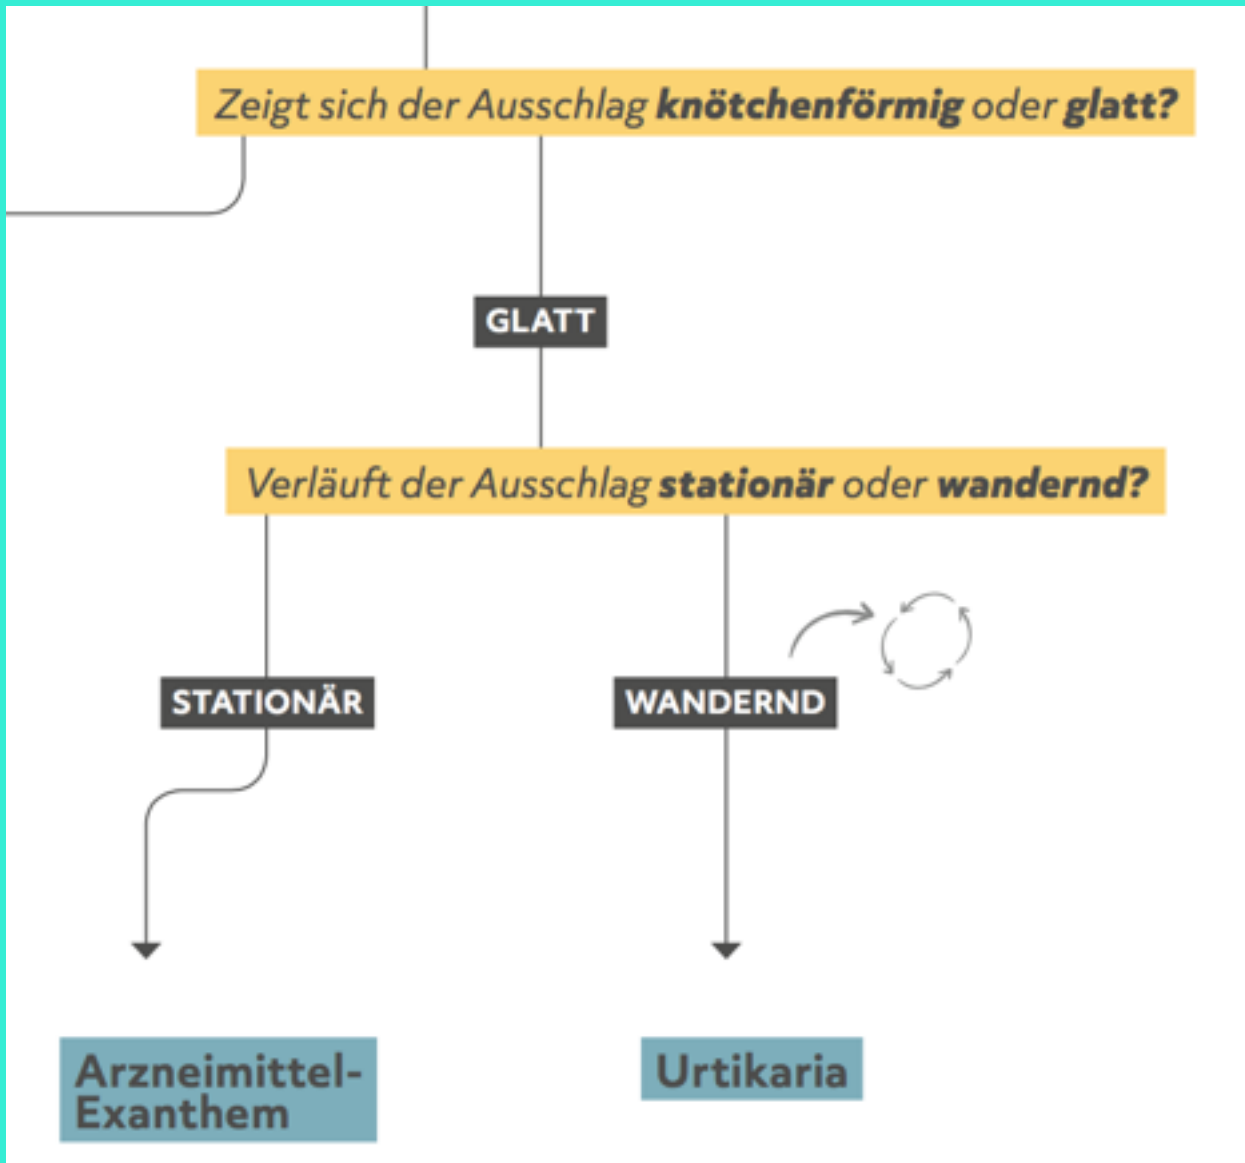 Zeigt sich der Ausschlag knötchenförmig oder glatt?
GLATT
Verläuft der Ausschlag stationär oder wandernd?
STATIONÄR
WANDERND
Arzneimittel-
Exanthem
Urtikaria